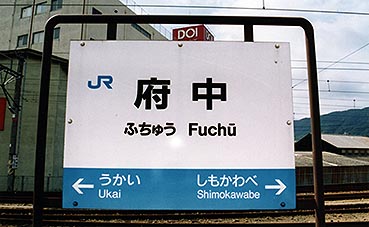 DOI
JR
府中
ふちゅう Fuchū
← うかい
Ukai
しもかわべ →
Shimokawabe